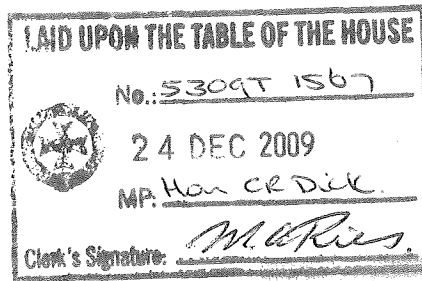 LAID UPON THE TABLE OF THE HOUSE
No.: 5309T 1567
24 DEC 2009
MP: Hon CR Dick.
Clerk's Signature: